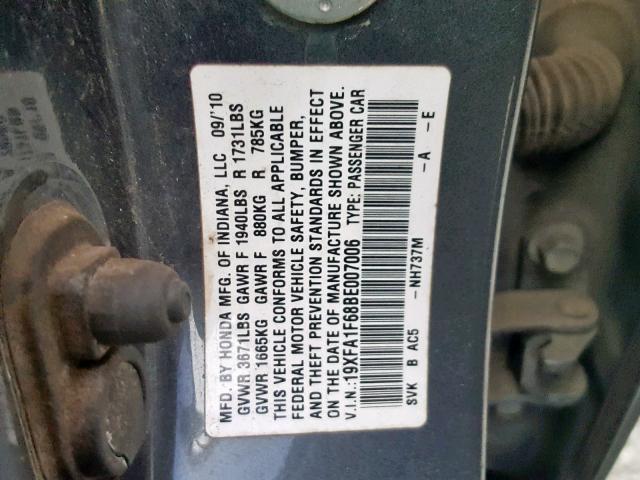 MFD. BY HONDA MFG. OF INDIANA, LLC 09/'10
GVWR 3671LBS GAWR F 1940LBS R 1731LBS
GVWR 1665KG GAWR F 880KG R. 785KG
THIS VEHICLE CONFORMS TO ALL APPLICABLE
FEDERAL MOTOR VEHICLE SAFETY, BUMPER,
AND THEFT PREVENTION STANDARDS IN EFFECT
ON THE DATE OF MANUFACTURE SHOWN ABOVE.
V.I.N.: 19XFA1F68BE007006 TYPE: PASSENGER CAR
SVK B AC5 -NH737M -A -E